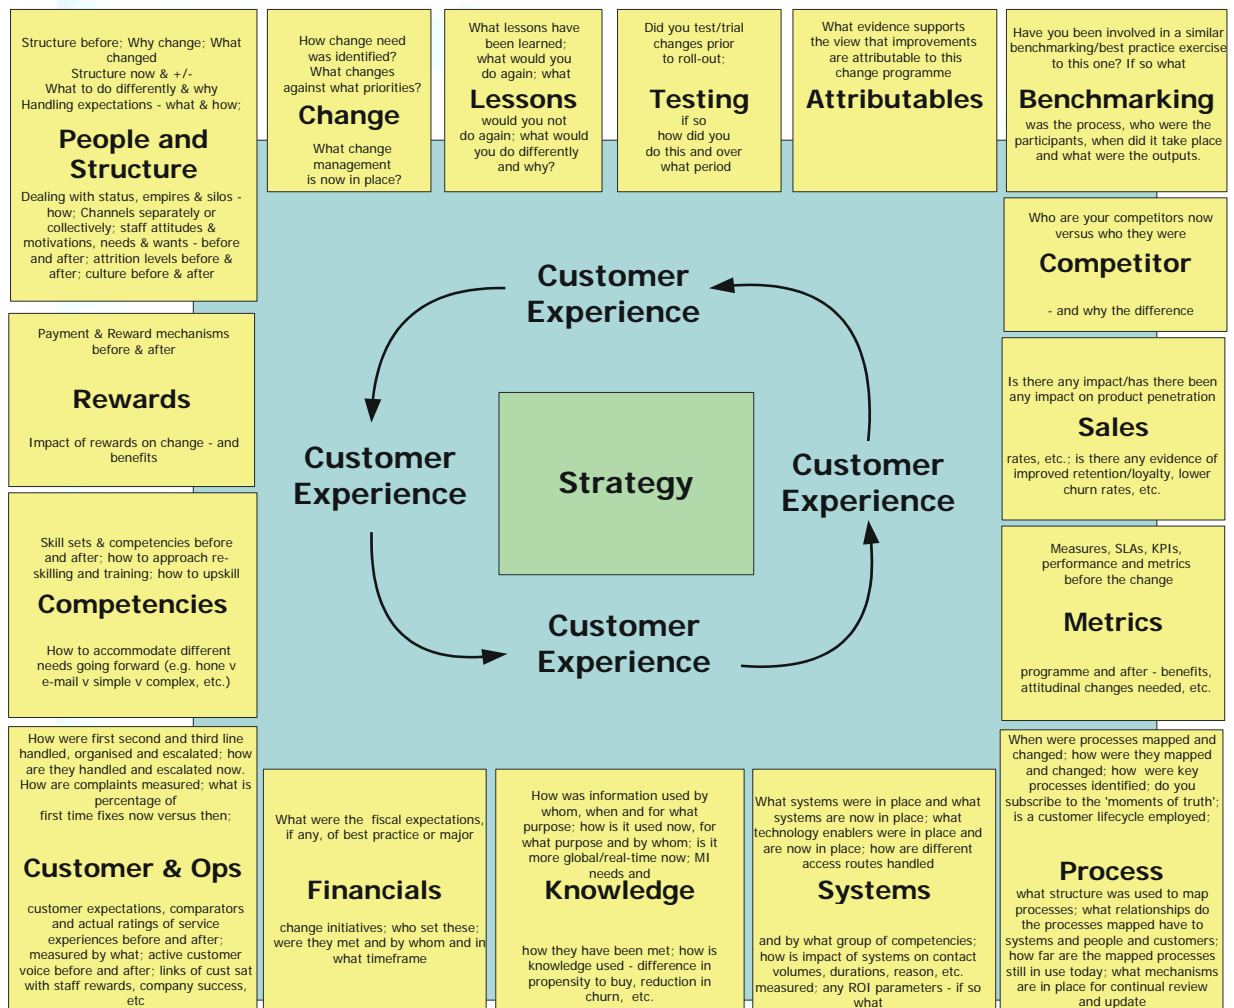 Structure before; Why change; What
changed
Structure now & +/-
What to do differently & why
Handling expectations - what & how;
People and
Structure
Dealing with status, empires & silos -
how; Channels separately or
collectively; staff attitudes &
motivations, needs & wants - before
and after; attrition levels before &
after; culture before & after
How change need
was identified?
What changes
against what priorities?
Change
What change
management
is now in place?
What lessons have
been learned;
what would you
do again; what
Lessons
would you not
do again; what would
you do differently
and why?
Did you test/trial
changes prior
to roll-out;
Testing
if so
how did you
do this and over
what period
What evidence supports
the view that improvements
are attributable to this
change programme
Attributables
Have you been involved in a similar
benchmarking/best practice exercise
to this one? If so what
Benchmarking
was the process, who were the
participants, when did it take place
and what were the outputs.
Who are your competitors now
versus who they were
Competitor
- and why the difference
Is there any impact/has there been
any impact on product penetration
Sales
rates, etc.; is there any evidence of
improved retention/loyalty, lower
churn rates, etc.
Measures, SLAs, KPIs,
performance and metrics
before the change
Metrics
programme and after - benefits,
attitudinal changes needed, etc.
When were processes mapped and
changed; how were they mapped
and changed; how were key
processes identified; do you
subscribe to the 'moments of truth';
is a customer lifecycle employed;
Process
what structure was used to map
processes; what relationships do
the processes mapped have to
systems and people and customers;
how far are the mapped processes
still in use today; what mechanisms
are in place for continual review
and update
Payment & Reward mechanisms
before & after
Rewards
Impact of rewards on change - and
benefits
Skill sets & competencies before
and after; how to approach re-
skilling and training; how to upskill
Competencies
How to accommodate different
needs going forward (e.g. hone v
e-mail v simple v complex, etc.)
How were first second and third line
handled, organised and escalated; how
are they handled and escalated now.
How are complaints measured; what is
percentage of
first time fixes now versus then;
Customer & Ops
customer expectations, comparators
and actual ratings of service
experiences before and after;
measured by what; active customer
voice before and after; links of cust sat
with staff rewards, company success,
etc
What were the fiscal expectations,
if any, of best practice or major
Financials
change initiatives; who set these;
were they met and by whom and in
what timeframe
How was information used by
whom, when and for what
purpose; how is it used now, for
what purpose and by whom; is it
more global/real-time now; MI
needs and
Knowledge
how they have been met; how is
knowledge used - difference in
propensity to buy, reduction in
churn, etc.
What systems were in place and what
systems are now in place; what
technology enablers were in place and
are now in place; how are different
access routes handled
Systems
and by what group of competencies;
how is impact of systems on contact
volumes, durations, reason, etc.
measured; any ROI parameters - if so
what
Customer
Experience
Customer
Experience
Strategy
Customer
Experience
Customer
Experience